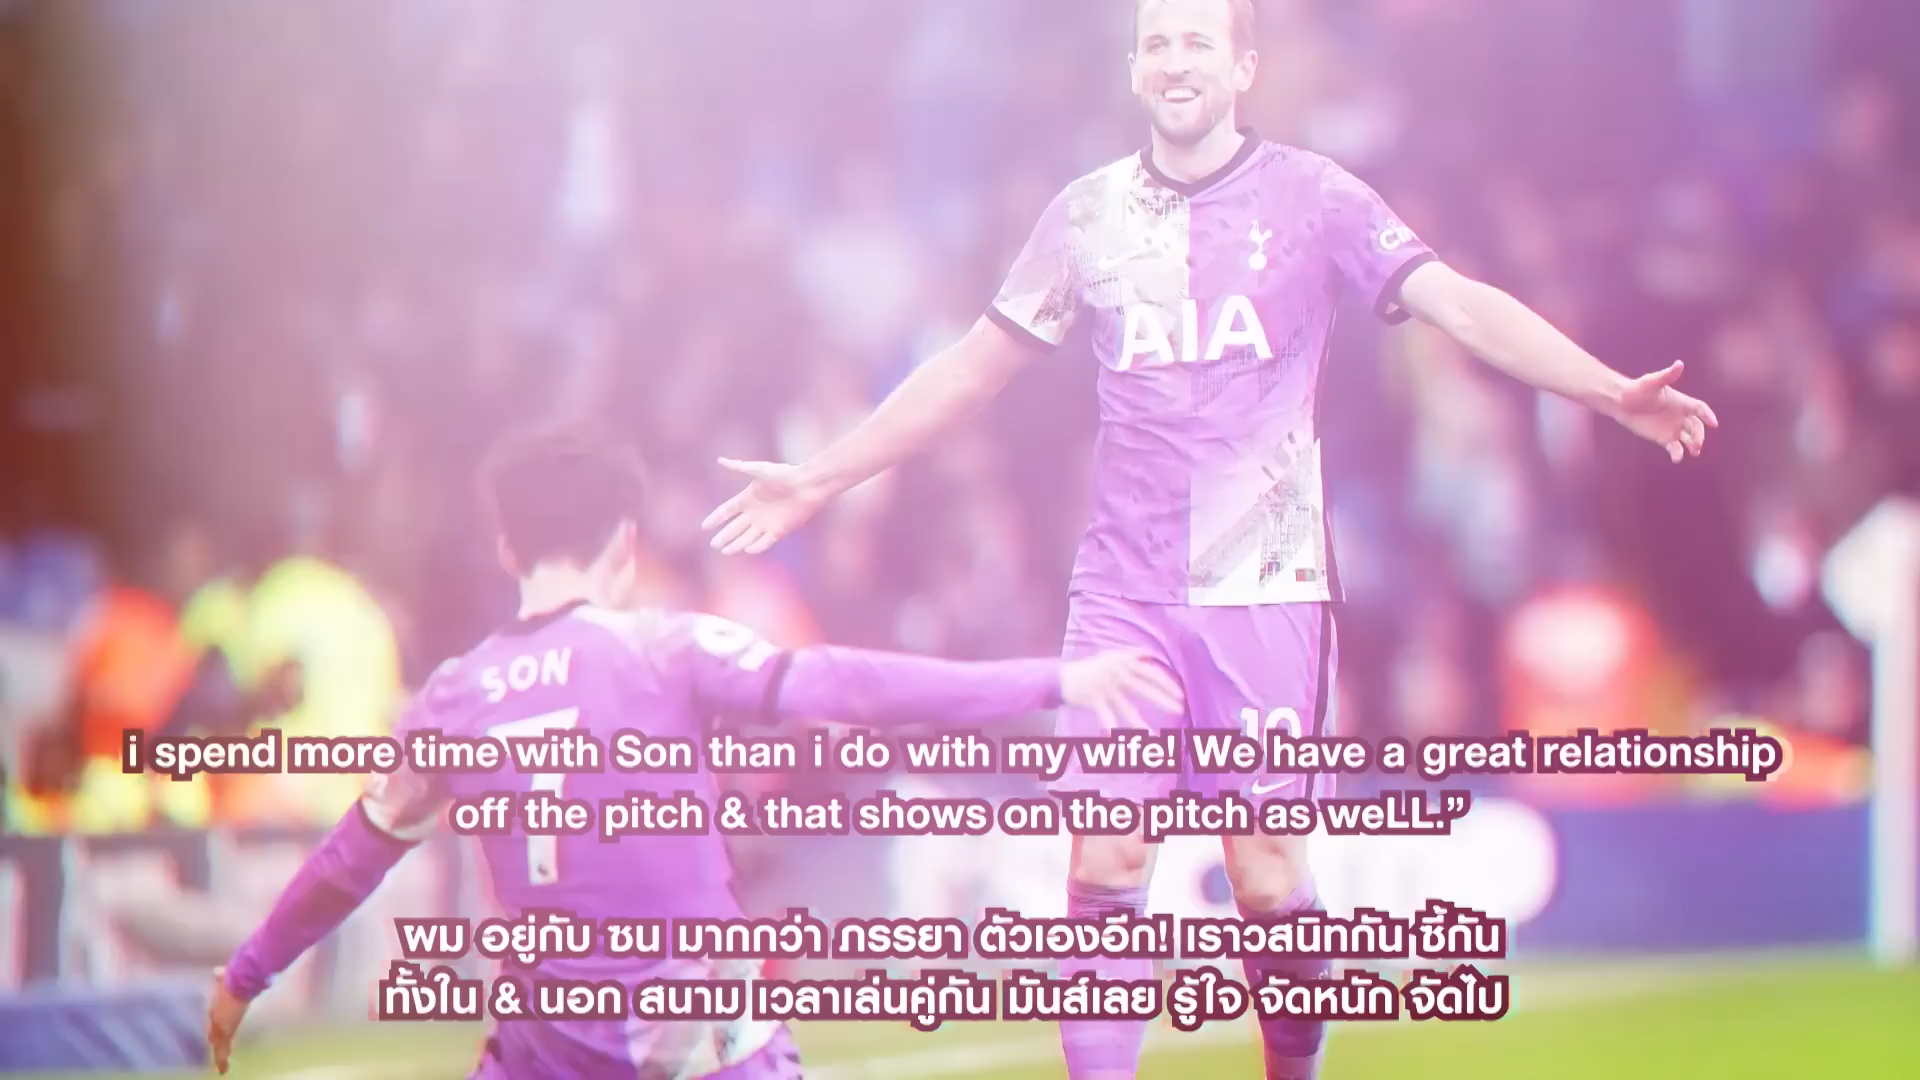 cin
AIA
SON
7
10
i spend more time with Son than i do with my wife! We have a great relationship
off the pitch & that shows on the pitch as weLL.”
ผม อยู่กับ ซน มากกว่า ภรรยา ตัวเองอีก! เราวสนิทกัน ซี้กัน
ทั้งใน & นอก สนาม เวลาเล่นคู่กัน มันส์เลย รู้ใจ จัดหนัก จัดไป